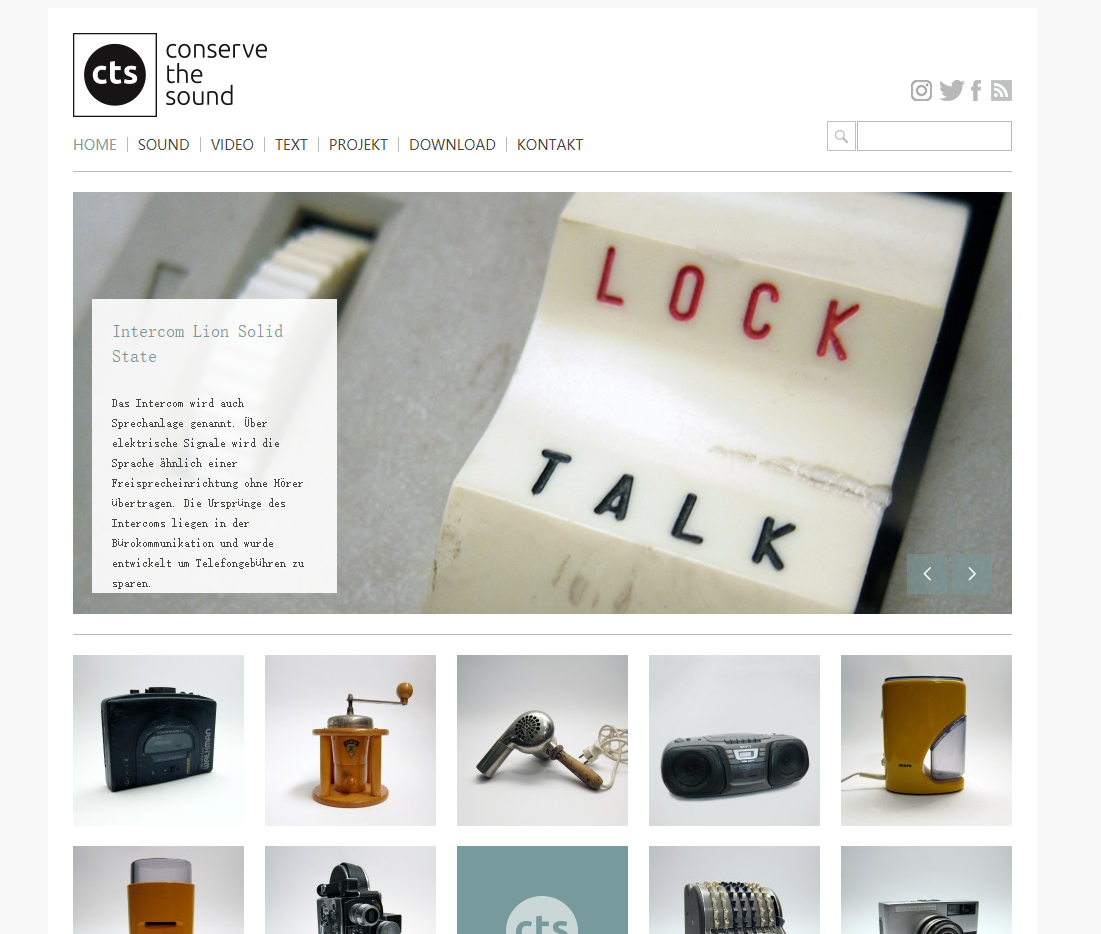 cts
conserve
the
sound
HOME
SOUND
VIDEO
TEXT
PROJEKT
DOWNLOAD
KONTAKT
LOCK
TALK
Intercom Lion Solid
State
Das Intercom wird auch
Sprechanlage genannt. Über
elektrische Signale wird die
Sprache ähnlich einer
Freisprecheinrichtung ohne Hörer
übertragen. Die Ursprünge des
Intercoms liegen in der
Bürokommunikation und wurde
entwickelt um Telefongebühren zu
sparen.
WALKMAN
SONY
cts